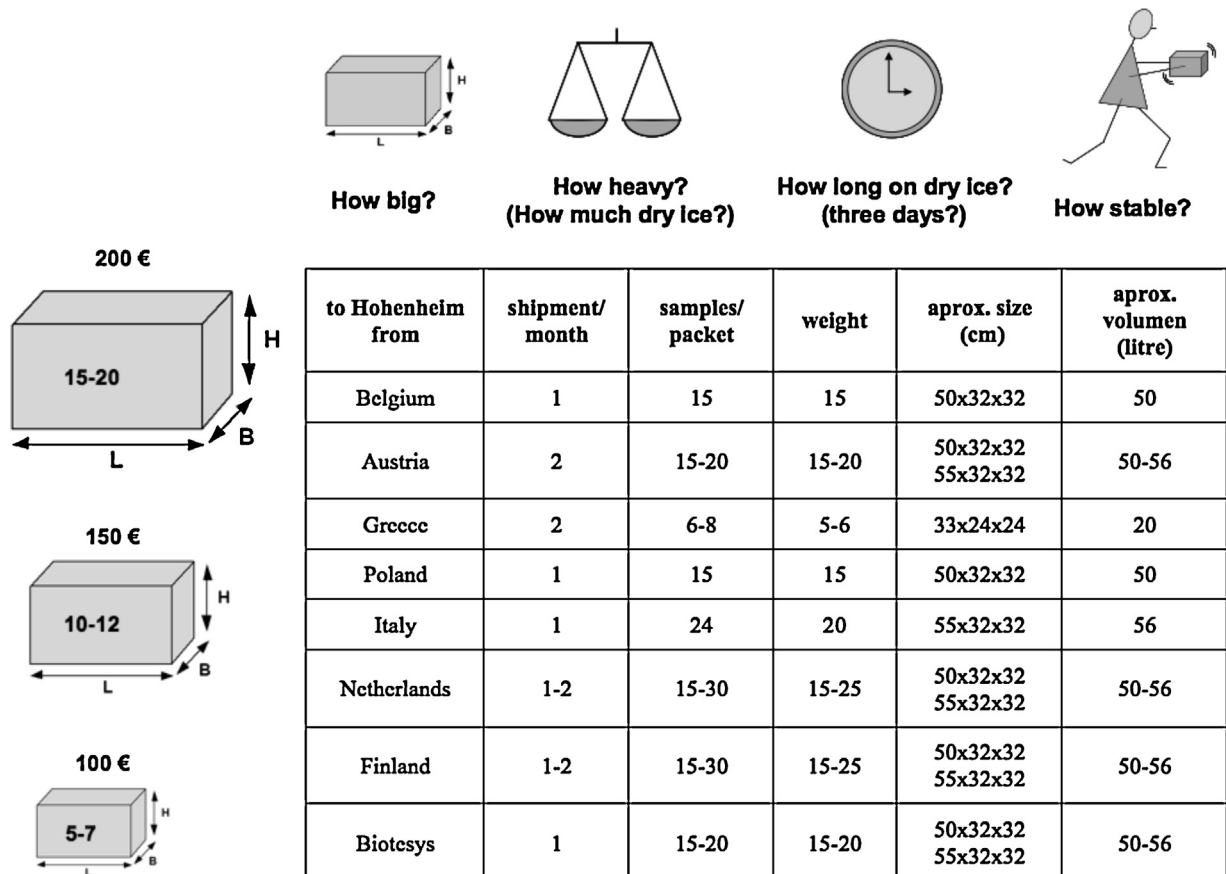 H
B
L
How big?
How heavy?
(How much dry ice?)
How long on dry ice?
(three days?)
How stable?
200 €
15-20
H
B
L
150 €
10-12
H
B
L
100 €
5-7
H
B
L
to Hohenheim from | shipment/ month | samples/ packet | weight | aprox. size (cm) | aprox. volumen (litre)
Belgium 1 15 15 50x32x32 50
Austria 2 15-20 15-20 50x32x32 55x32x32 50-56
Greece 2 6-8 5-6 33x24x24 20
Poland 1 15 15 50x32x32 50
Italy 1 24 20 55x32x32 56
Netherlands 1-2 15-30 15-25 50x32x32 55x32x32 50-56
Finland 1-2 15-30 15-25 50x32x32 55x32x32 50-56
Biotesys 1 15-20 15-20 50x32x32 55x32x32 50-56